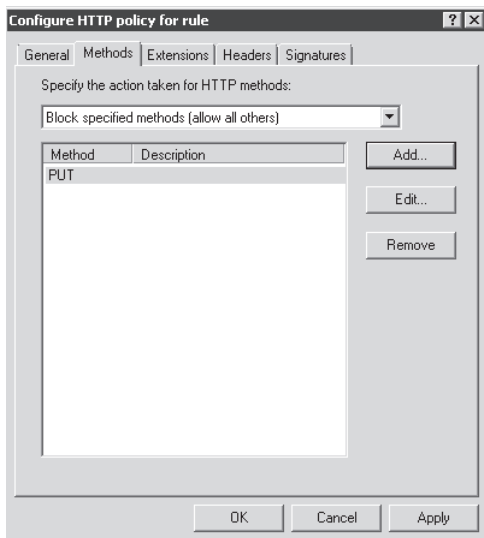 Configure HTTP policy for rule
General Methods Extensions Headers Signatures
Specify the action taken for HTTP methods:
Block specified methods (allow all others)
Method Description Add...
PUT
Edit...
Remove
OK Cancel Apply